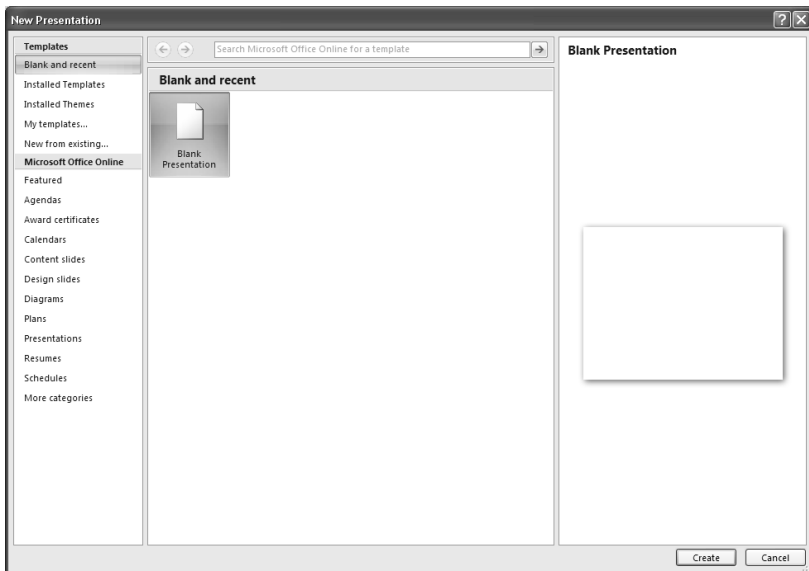 New Presentation
Templates
Blank and recent
Installed Templates
Installed Themes
My templates...
New from existing...
Microsoft Office Online
Featured
Agendas
Award certificates
Calendars
Content slides
Design slides
Diagrams
Plans
Presentations
Resumes
Schedules
More categories
Search Microsoft Office Online for a template
Blank and recent
Blank
Presentation
Blank Presentation
Create
Cancel